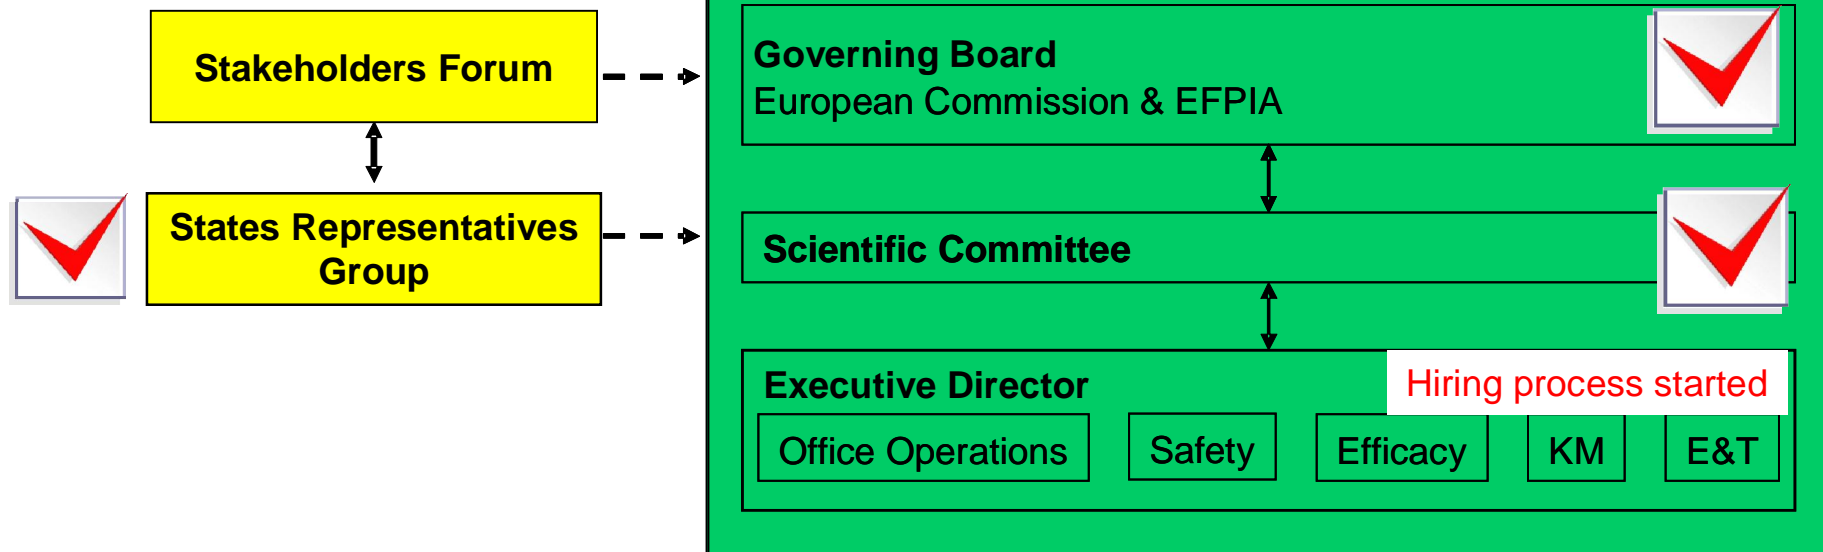 Stakeholders Forum
States Representatives
Group
Governing Board
European Commission & EFPIA
Scientific Committee
Executive Director
Hiring process started
Office Operations
Safety
Efficacy
KM
E&T